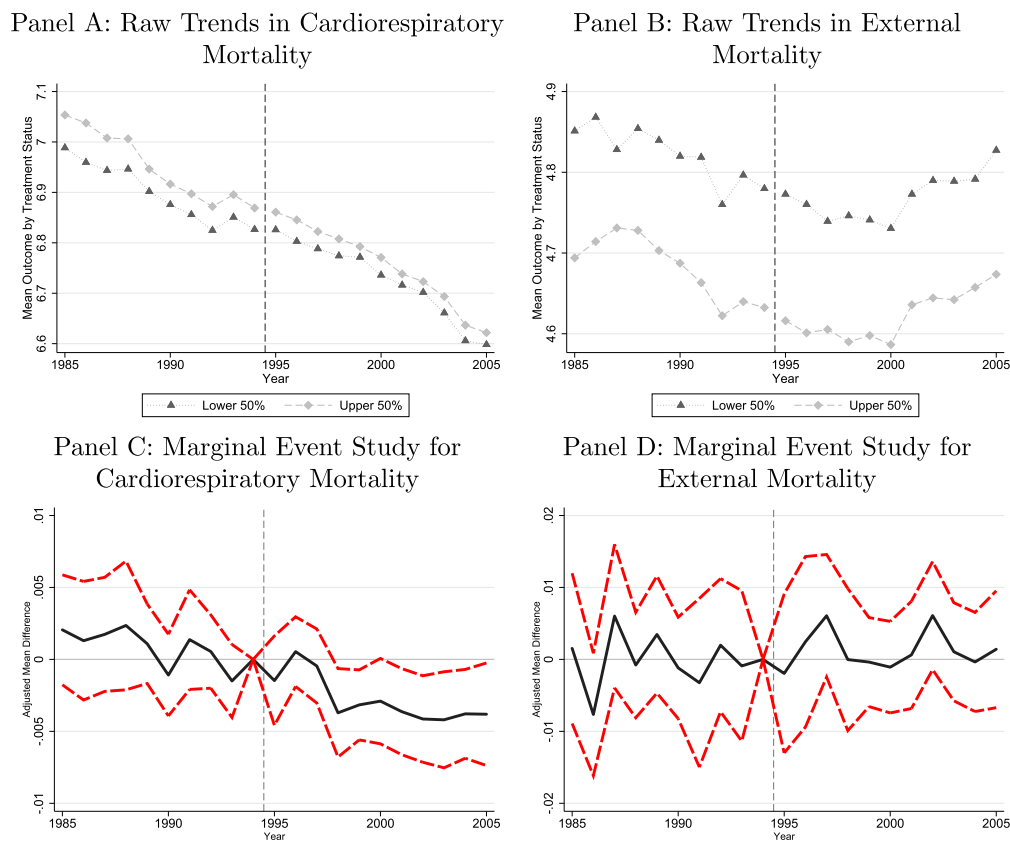 Panel A: Raw Trends in Cardiorespiratory
Mortality
Mean Outcome by Treatment Status
7.1
7
6.9
6.8
6.7
6.6
1985
1990
1995
2000
2005
Year
Lower 50%
Upper 50%
Panel B: Raw Trends in External
Mortality
Mean Outcome by Treatment Status
4.9
4.8
4.7
4.6
1985
1990
1995
2000
2005
Year
Lower 50%
Upper 50%
Panel C: Marginal Event Study for
Cardiorespiratory Mortality
Adjusted Mean Difference
.01
.005
0
-.005
-.01
1985
1990
1995
2000
2005
Year
Panel D: Marginal Event Study for
External Mortality
Adjusted Mean Difference
.02
.01
0
-.01
-.02
1985
1990
1995
2000
2005
Year